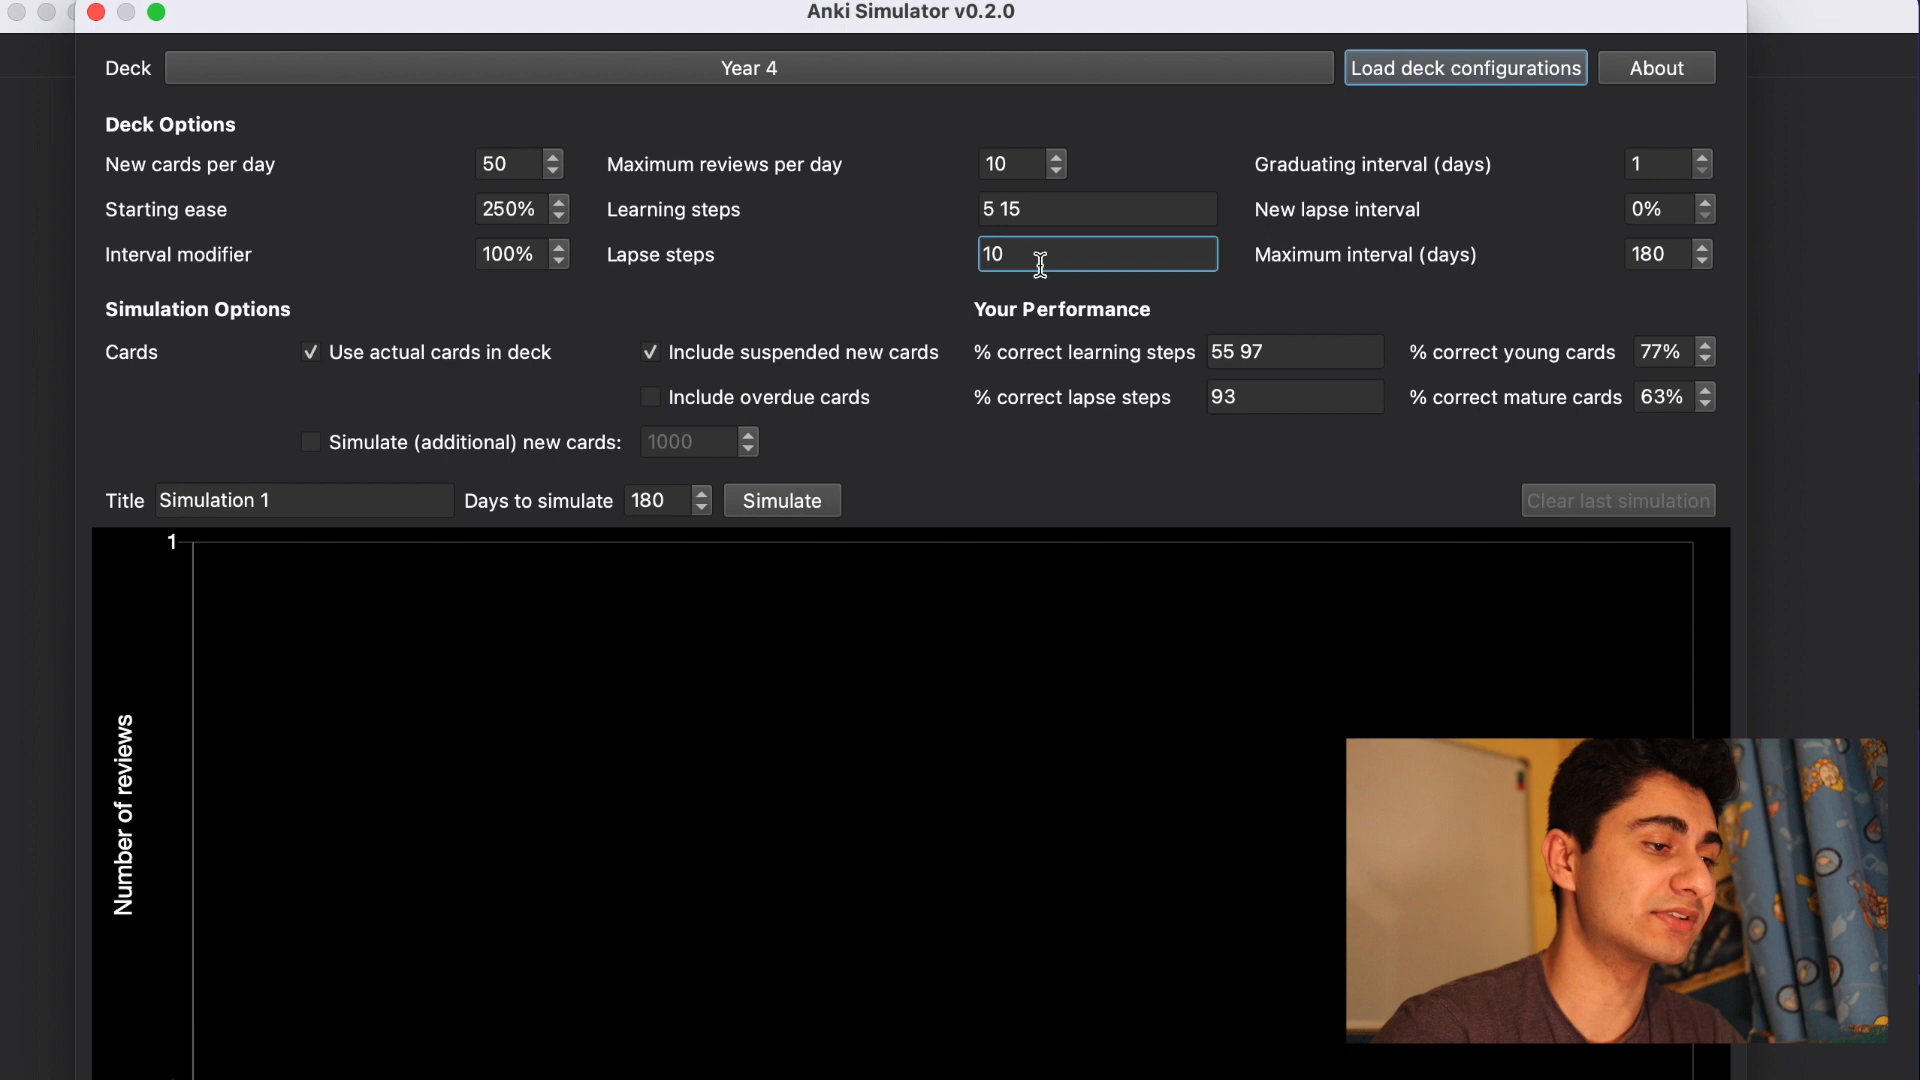 Anki Simulator v0.2.0
Deck Year 4 Load deck configurations About
Deck Options
New cards per day 50 Maximum reviews per day 10 Graduating interval (days) 1
Starting ease 250% Learning steps 5 15 New lapse interval 0%
Interval modifier 100% Lapse steps 10 Maximum interval (days) 180
Simulation Options Your Performance
Cards Use actual cards in deck Include suspended new cards % correct learning steps 55 97 % correct young cards 77%
Include overdue cards % correct lapse steps 93 % correct mature cards 63%
Simulate (additional) new cards: 1000
Title Simulation 1 Days to simulate 180 Simulate Clear last simulation
1
Number of reviews